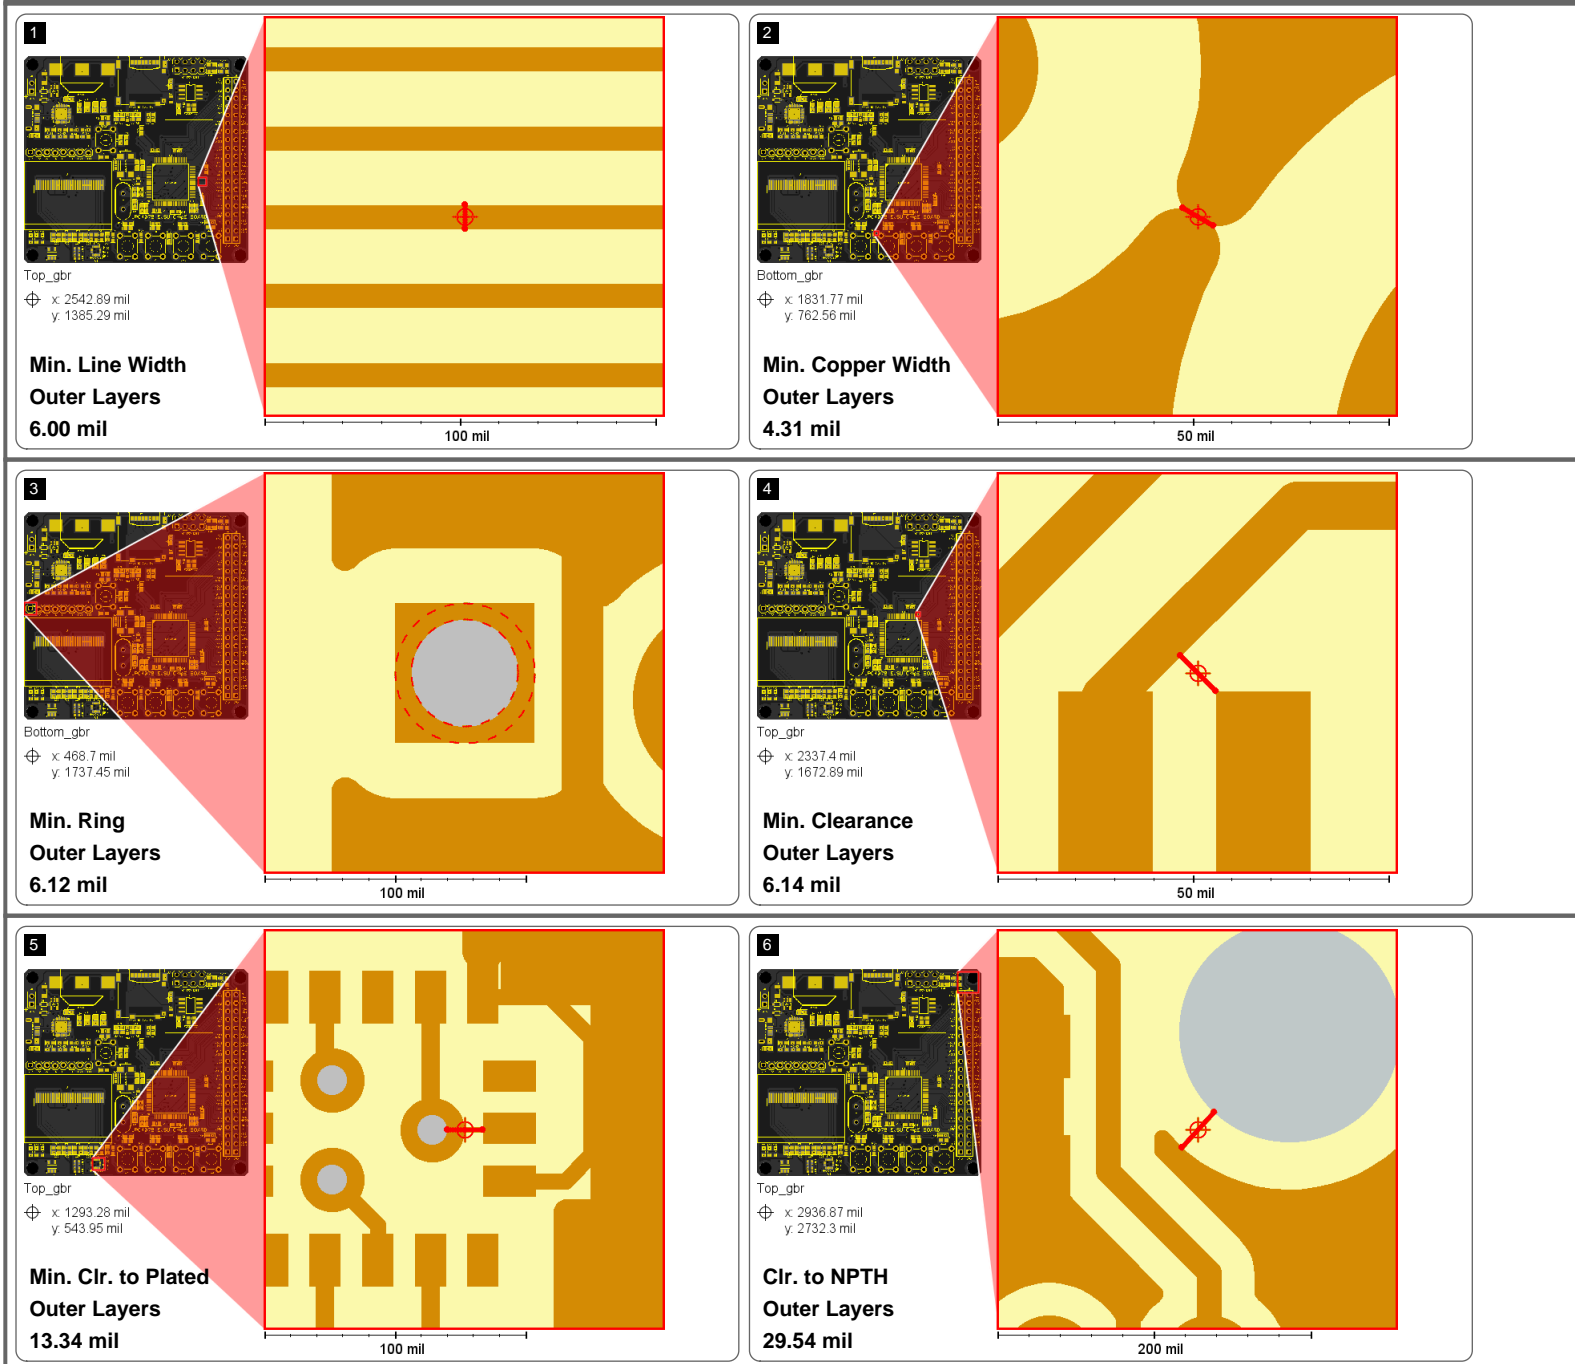 1
Top_gbr
x: 2542.89 mil
y: 1385.29 mil
Min. Line Width
Outer Layers
6.00 mil
100 mil
2
Bottom_gbr
x: 1831.77 mil
y: 762.56 mil
Min. Copper Width
Outer Layers
4.31 mil
50 mil
3
Bottom_gbr
x: 468.7 mil
y: 1737.45 mil
Min. Ring
Outer Layers
6.12 mil
100 mil
4
Top_gbr
x: 2337.4 mil
y: 1672.89 mil
Min. Clearance
Outer Layers
6.14 mil
50 mil
5
Top_gbr
x: 1293.28 mil
y: 543.95 mil
Min. Clr. to Plated
Outer Layers
13.34 mil
100 mil
6
Top_gbr
x: 2936.87 mil
y: 2732.3 mil
Clr. to NPTH
Outer Layers
29.54 mil
200 mil